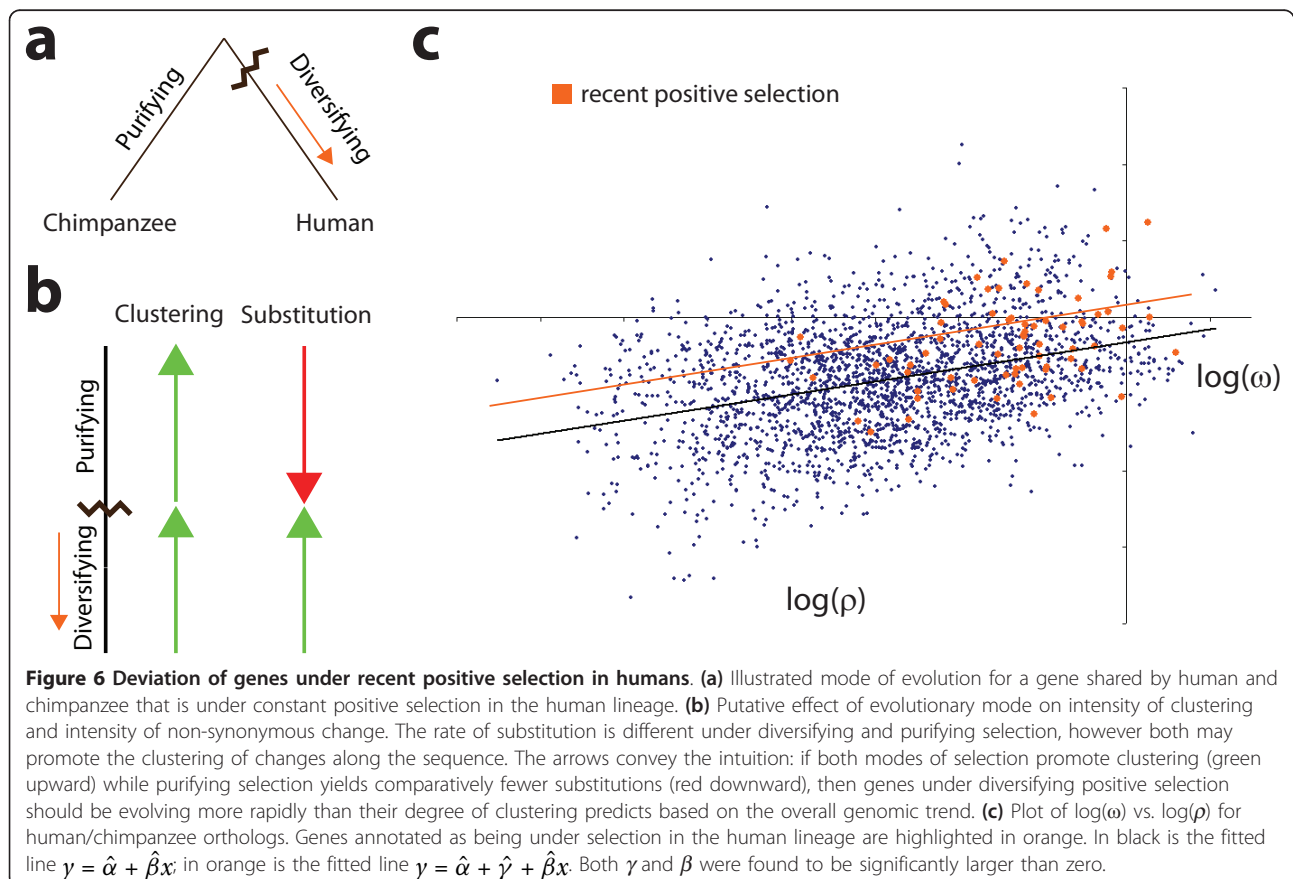 a
Purifying
Diversifying
Chimpanzee
Human
b
Clustering
Substitution
Purifying
Diversifying
c
recent positive selection
log(ω)
log(ρ)
Figure 6 Deviation of genes under recent positive selection in humans. (a) Illustrated mode of evolution for a gene shared by human and
chimpanzee that is under constant positive selection in the human lineage. (b) Putative effect of evolutionary mode on intensity of clustering
and intensity of non-synonymous change. The rate of substitution is different under diversifying and purifying selection, however both may
promote the clustering of changes along the sequence. The arrows convey the intuition: if both modes of selection promote clustering (green
upward) while purifying selection yields comparatively fewer substitutions (red downward), then genes under diversifying positive selection
should be evolving more rapidly than their degree of clustering predicts based on the overall genomic trend. (c) Plot of log(ω) vs. log(ρ) for
human/chimpanzee orthologs. Genes annotated as being under selection in the human lineage are highlighted in orange. In black is the fitted
line y = α̂ + β̂x; in orange is the fitted line y = α̂ + γ̂ + β̂x. Both γ and β were found to be significantly larger than zero.